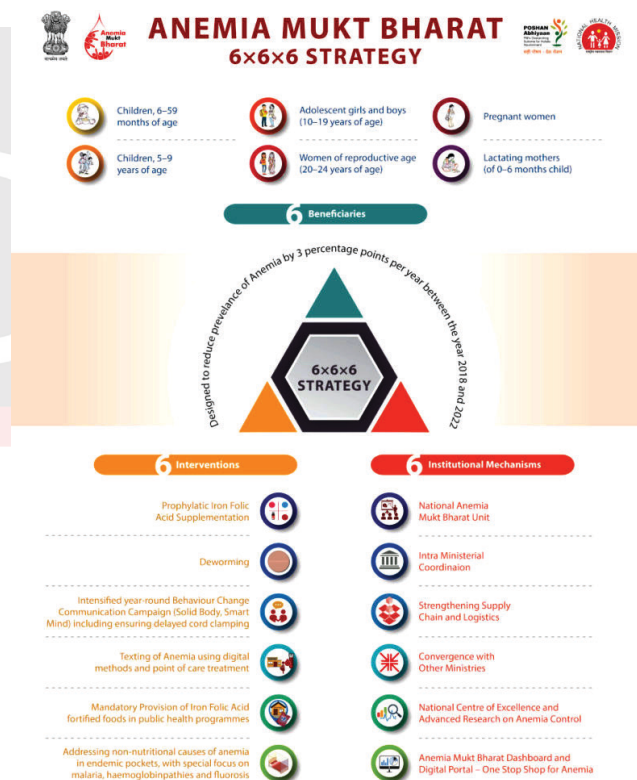 Anemia
Mukt
Bharat
ANEMIA MUKT BHARAT
6×6×6 STRATEGY
POSHAN
Abhiyaan
NATIONAL HEALTH MISSION
सत्यमेव जयते
Children, 6–59
months of age
Adolescent girls and boys
(10–19 years of age)
Pregnant women
Children, 5–9
years of age
Women of reproductive age
(20–24 years of age)
Lactating mothers
(of 0–6 months child)
6 Beneficiaries
Designed to reduce prevelance of Anemia by 3 percentage points per year between the year 2018 and 2022
6×6×6
STRATEGY
6 Interventions
Prophylatic Iron Folic
Acid Supplementation
Deworming
Intensified year-round Behaviour Change
Communication Campaign (Solid Body, Smart
Mind) including ensuring delayed cord clamping
Texting of Anemia using digital
methods and point of care treatment
Mandatory Provision of Iron Folic Acid
fortified foods in public health programmes
Addressing non-nutritional causes of anemia
in endemic pockets, with special focus on
malaria, haemoglobinpathies and fluorosis
6 Institutional Mechanisms
National Anemia
Mukt Bharat Unit
Intra Ministerial
Coordinaion
Strengthening Supply
Chain and Logistics
Convergence with
Other Ministries
National Centre of Excellence and
Advanced Research on Anemia Control
Anemia Mukt Bharat Dashboard and
Digital Portal – One Stop Shop for Anemia